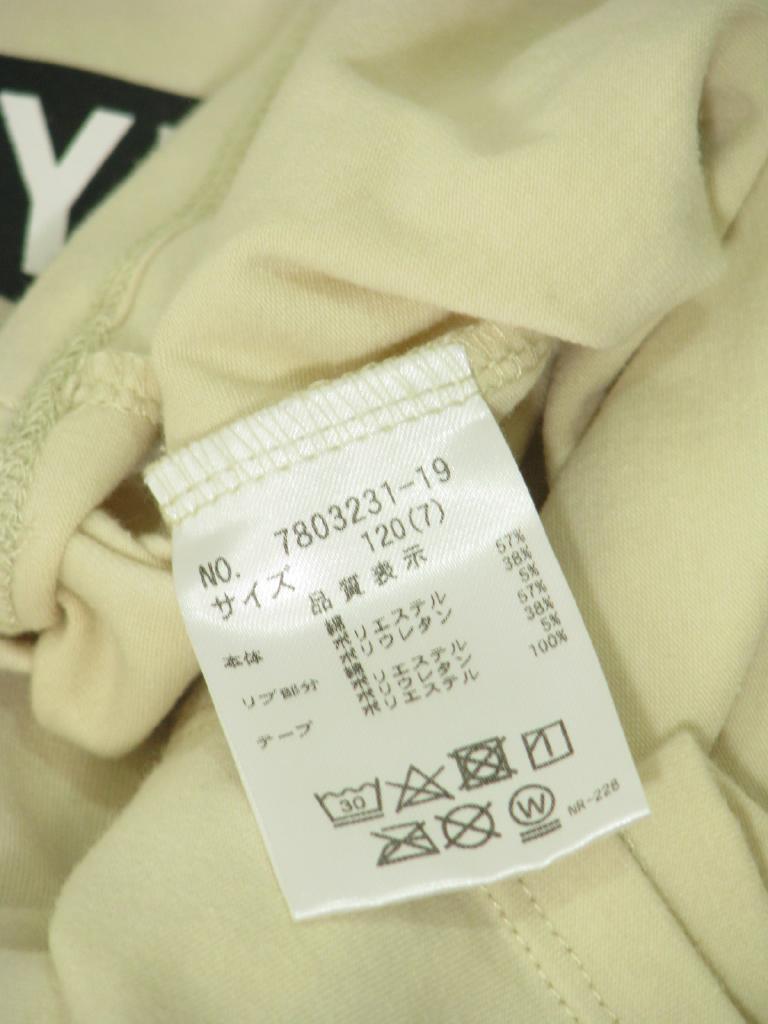 Y
NO. 7803231-19
サイズ 120(7)
品質表示
本体 綿 57%
ポリエステル 38%
ポリウレタン 5%
リブ部分 綿 57%
ポリエステル 38%
ポリウレタン 5%
テープ ポリエステル 100%
30
W
NR-228